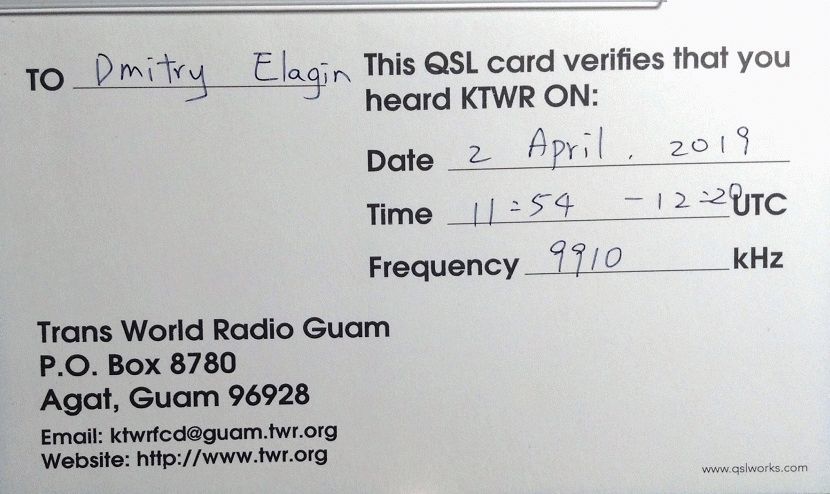 TO Dmitry Elagin
This QSL card verifies that you
heard KTWR ON:
Date 2 April, 2019
Time 11:54 - 12:20 UTC
Frequency 9910 kHz
Trans World Radio Guam
P.O. Box 8780
Agat, Guam 96928
Email: ktwrfcd@guam.twr.org
Website: http://www.twr.org
www.qslworks.com